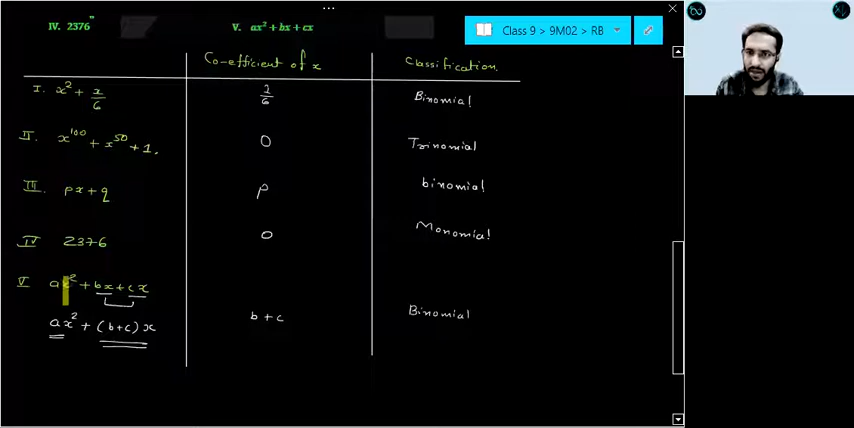 IV. 2376
V. ax² + bx + cx
Class 9 > 9M02 > RB
Co-efficient of x
Classification.
I. x² + x/6
1/6
Binomial
II. x¹⁰⁰ + x⁵⁰ + 1.
0
Trinomial
III. px + q
p
binomial
IV 2376
0
Monomial
V ax² + bx + cx
ax² + (b+c)x
b + c
Binomial